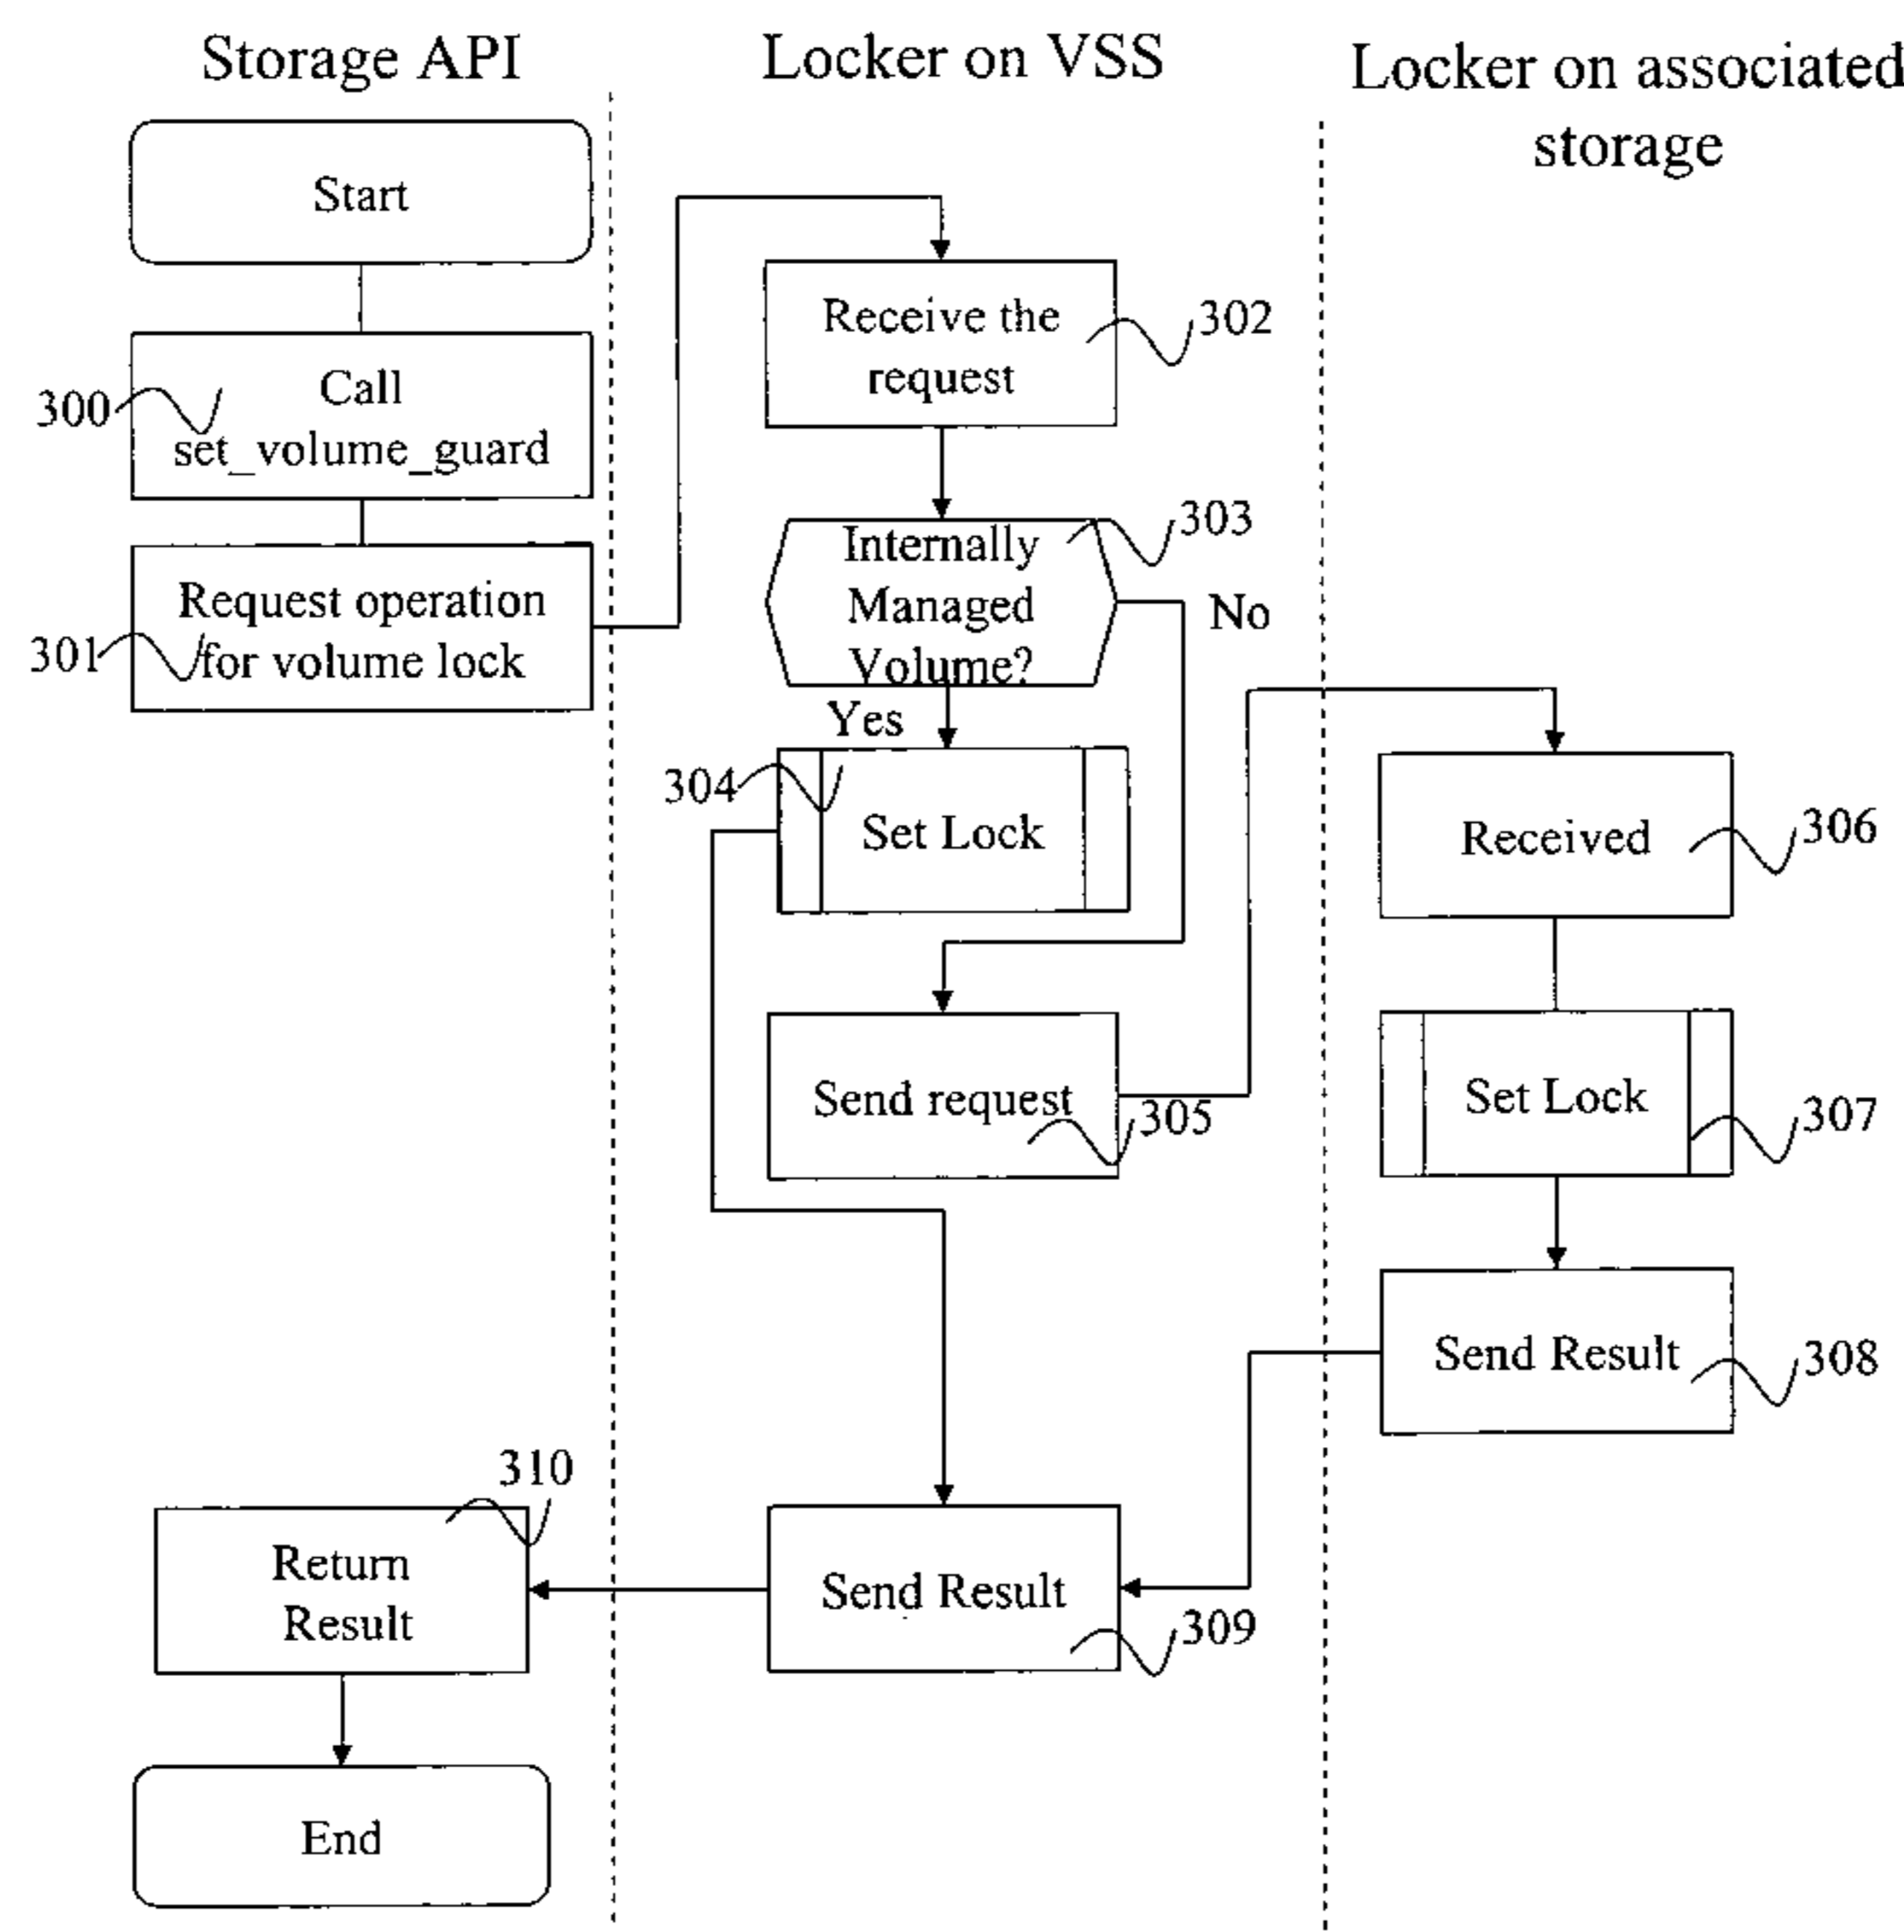 Storage API
Locker on VSS
Locker on associated
storage
Start
Call
set_volume_guard
300
Request operation
for volume lock
301
Receive the
request
302
Internally
Managed
Volume?
303
No
Yes
304
Set Lock
Received
306
Send request
305
Set Lock
307
Send Result
308
310
Return
Result
Send Result
309
End